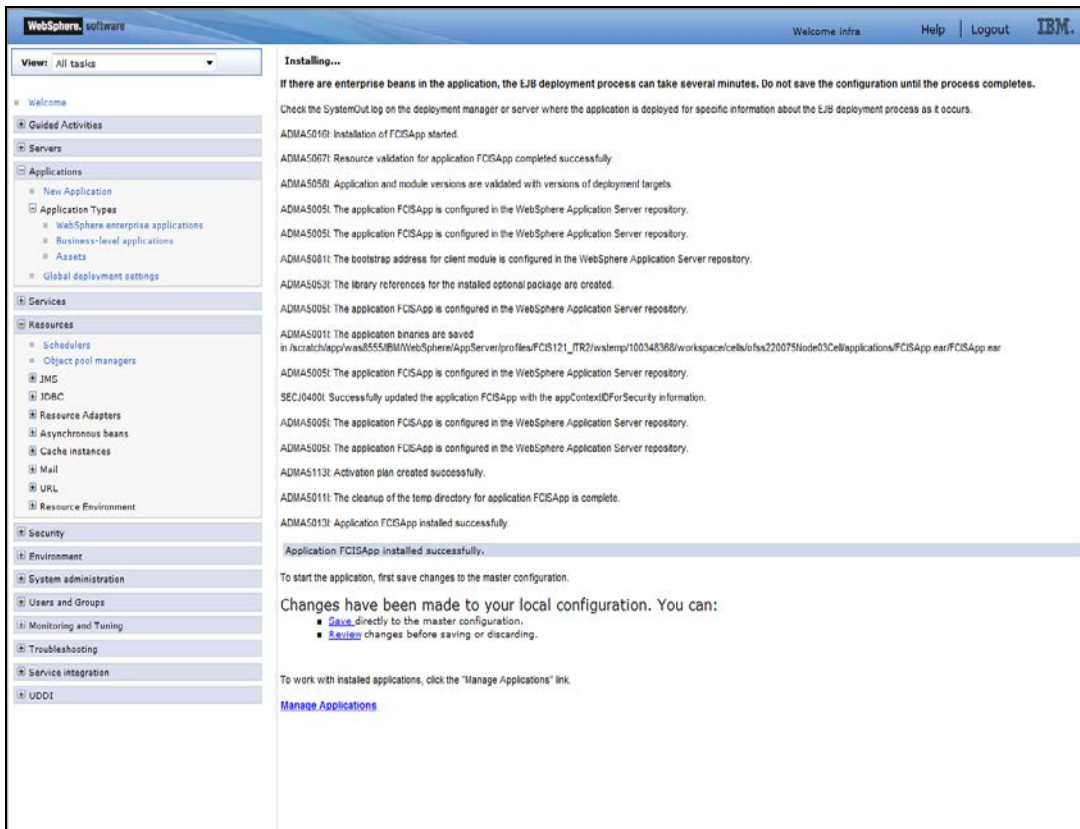 WebSphere. software
Welcome infra
Help | Logout
IBM.
View: All tasks
Welcome
Guided Activities
Servers
Applications
New Application
Application Types
WebSphere enterprise applications
Business-level applications
Assets
Global deployment settings
Services
Resources
Schedulers
Object pool managers
JMS
JDBC
Resource Adapters
Asynchronous beans
Cache instances
Mail
URL
Resource Environment
Security
Environment
System administration
Users and Groups
Monitoring and Tuning
Troubleshooting
Service integration
UDDI
Installing...
If there are enterprise beans in the application, the EJB deployment process can take several minutes. Do not save the configuration until the process completes.
Check the SystemOut.log on the deployment manager or server where the application is deployed for specific information about the EJB deployment process as it occurs.
ADMA5016I: Installation of FCISApp started.
ADMA5067I: Resource validation for application FCISApp completed successfully.
ADMA5058I: Application and module versions are validated with versions of deployment targets.
ADMA5005I: The application FCISApp is configured in the WebSphere Application Server repository.
ADMA5005I: The application FCISApp is configured in the WebSphere Application Server repository.
ADMA5081I: The bootstrap address for client module is configured in the WebSphere Application Server repository.
ADMA5053I: The library references for the installed optional package are created.
ADMA5005I: The application FCISApp is configured in the WebSphere Application Server repository.
ADMA5001I: The application binaries are saved
in /scratch/app/was8555/IBM/WebSphere/AppServer/profiles/FCIS121_ITR2/wstemp/100348368/workspace/cells/ofss220075Node03Cell/applications/FCISApp.ear/FCISApp.ear
ADMA5005I: The application FCISApp is configured in the WebSphere Application Server repository.
SECJ0400I: Successfully updated the application FCISApp with the appContextIDForSecurity information.
ADMA5005I: The application FCISApp is configured in the WebSphere Application Server repository.
ADMA5005I: The application FCISApp is configured in the WebSphere Application Server repository.
ADMA5113I: Activation plan created successfully.
ADMA5011I: The cleanup of the temp directory for application FCISApp is complete.
ADMA5013I: Application FCISApp installed successfully.
Application FCISApp installed successfully.
To start the application, first save changes to the master configuration.
Changes have been made to your local configuration. You can:
Save directly to the master configuration.
Review changes before saving or discarding.
To work with installed applications, click the "Manage Applications" link.
Manage Applications